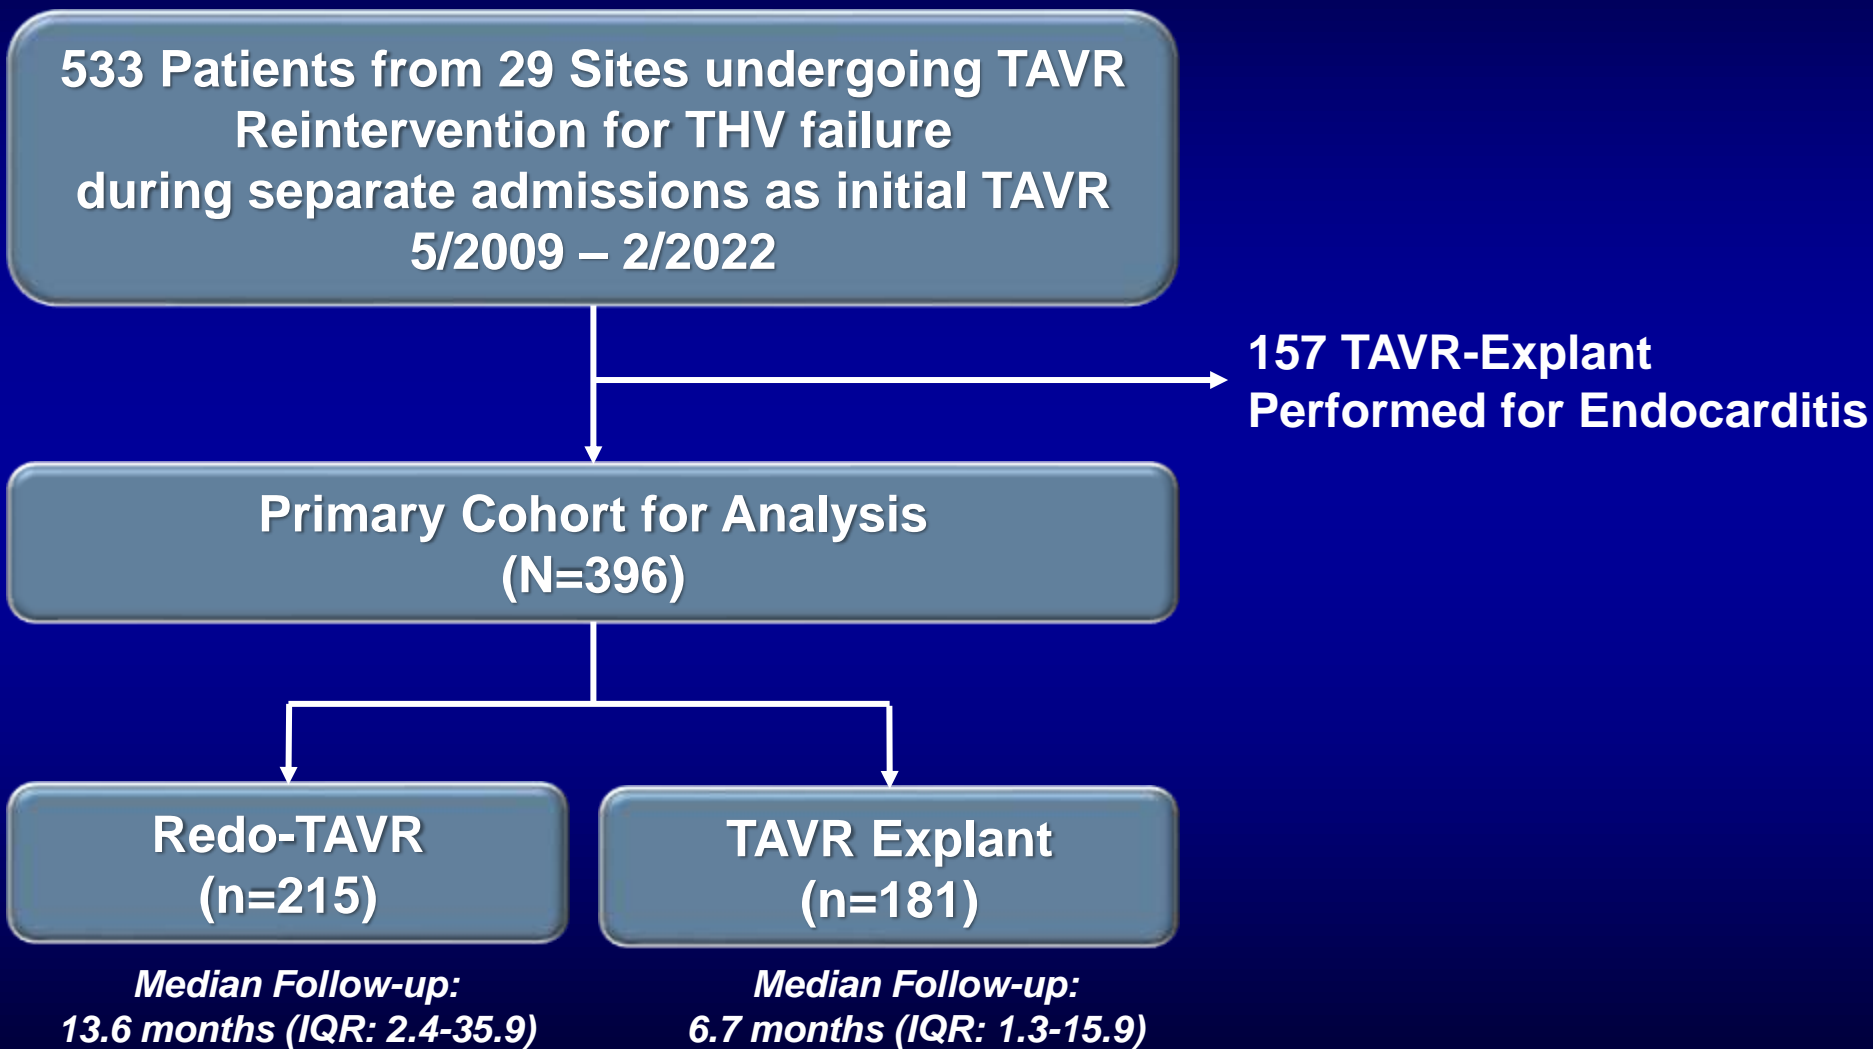 533 Patients from 29 Sites undergoing TAVR
Reintervention for THV failure
during separate admissions as initial TAVR
5/2009 – 2/2022
157 TAVR-Explant
Performed for Endocarditis
Primary Cohort for Analysis
(N=396)
Redo-TAVR
(n=215)
TAVR Explant
(n=181)
Median Follow-up:
13.6 months (IQR: 2.4-35.9)
Median Follow-up:
6.7 months (IQR: 1.3-15.9)